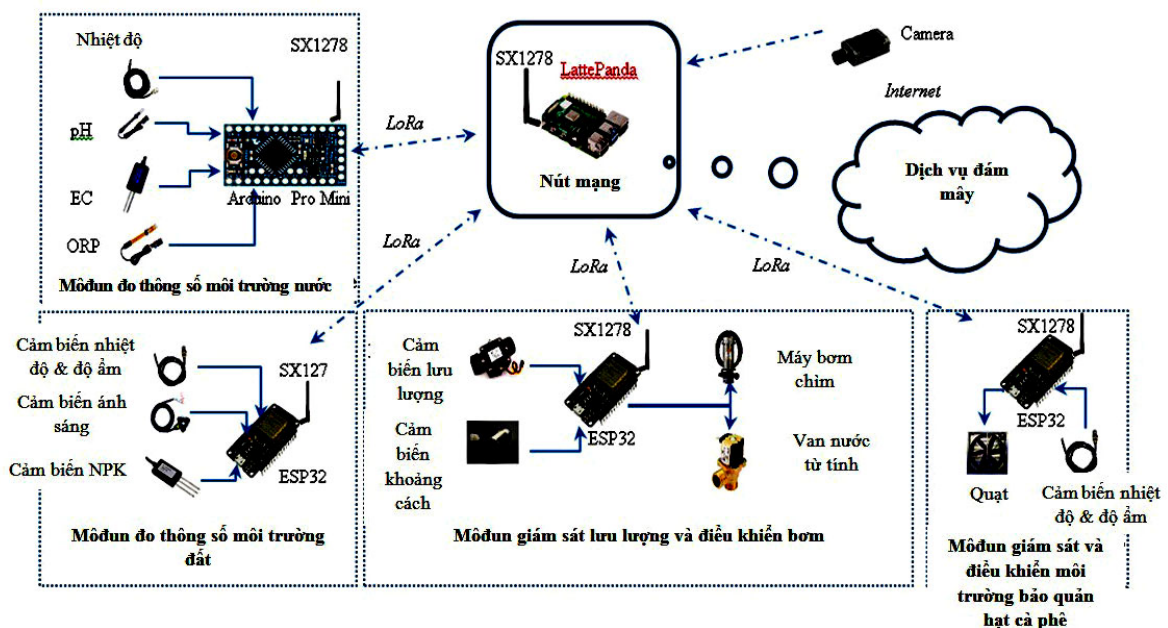 Nhiệt độ
SX1278
pH
EC
Arduino Pro Mini
ORP
Môđun đo thông số môi trường nước
LoRa
SX1278
LattePanda
Nút mạng
Camera
Internet
Dịch vụ đám
mây
LoRa
LoRa
LoRa
Cảm biến nhiệt
độ & độ ẩm
SX127
Cảm biến ánh
sáng
Cảm biến NPK
ESP32
Môđun đo thông số môi trường
đất
SX1278
Cảm
biến lưu
lượng
Máy bơm
chìm
ESP32
Cảm
biến
khoảng
cách
Van nước
từ tính
Môđun giám sát lưu lượng và điều khiển bơm
SX1278
ESP32
Quạt
Cảm biến nhiệt
độ & độ ẩm
Môđun giám sát và
điều khiển môi
trường bảo quản
hạt cà phê